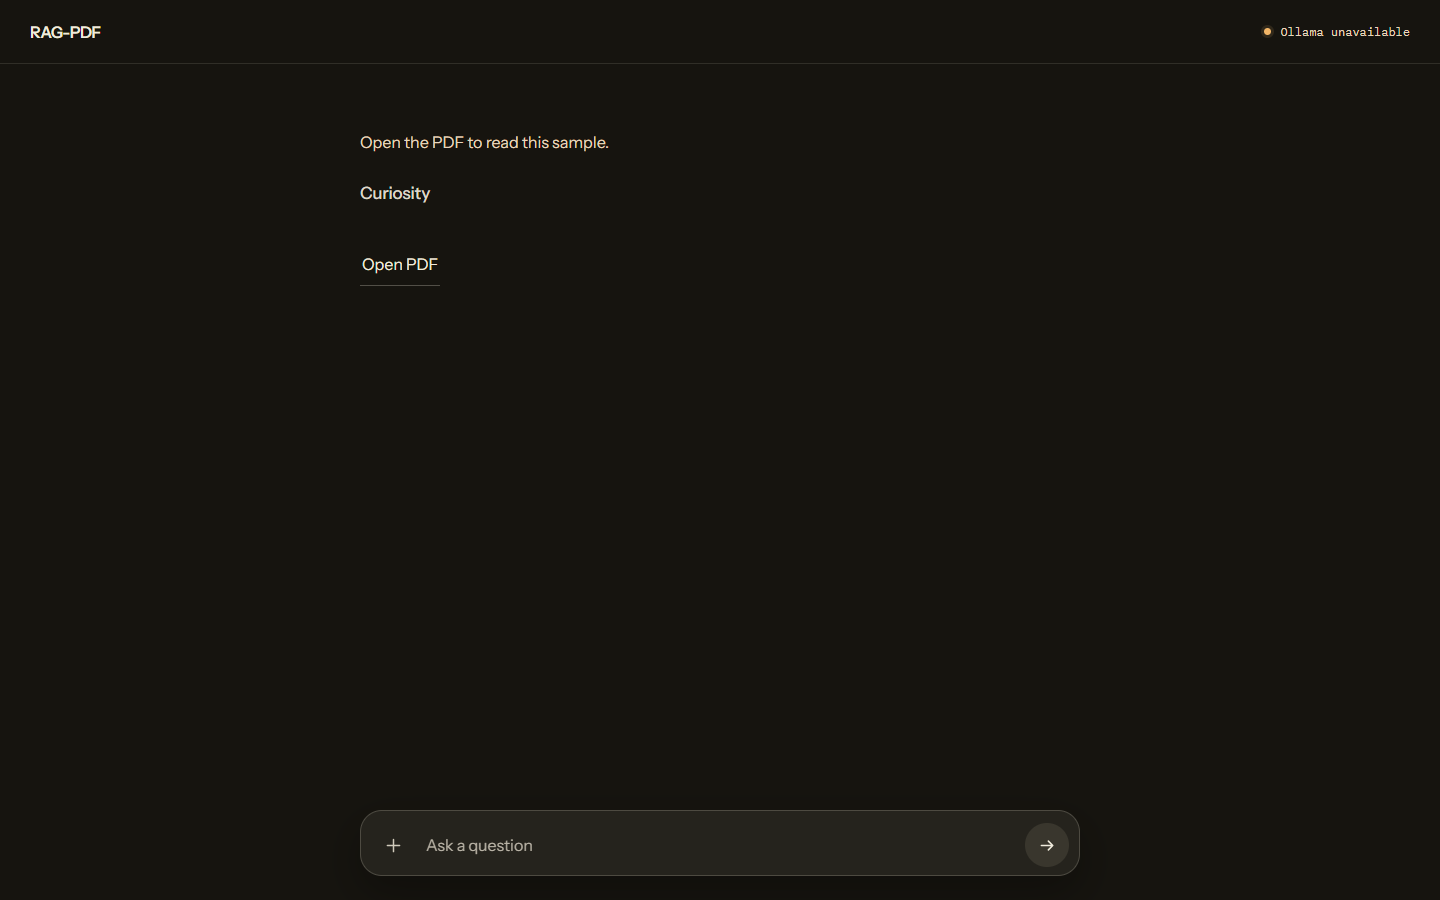 RAG-PDF
Ollama unavailable
Open the PDF to read this sample.
Curiosity
Open PDF
Ask a question